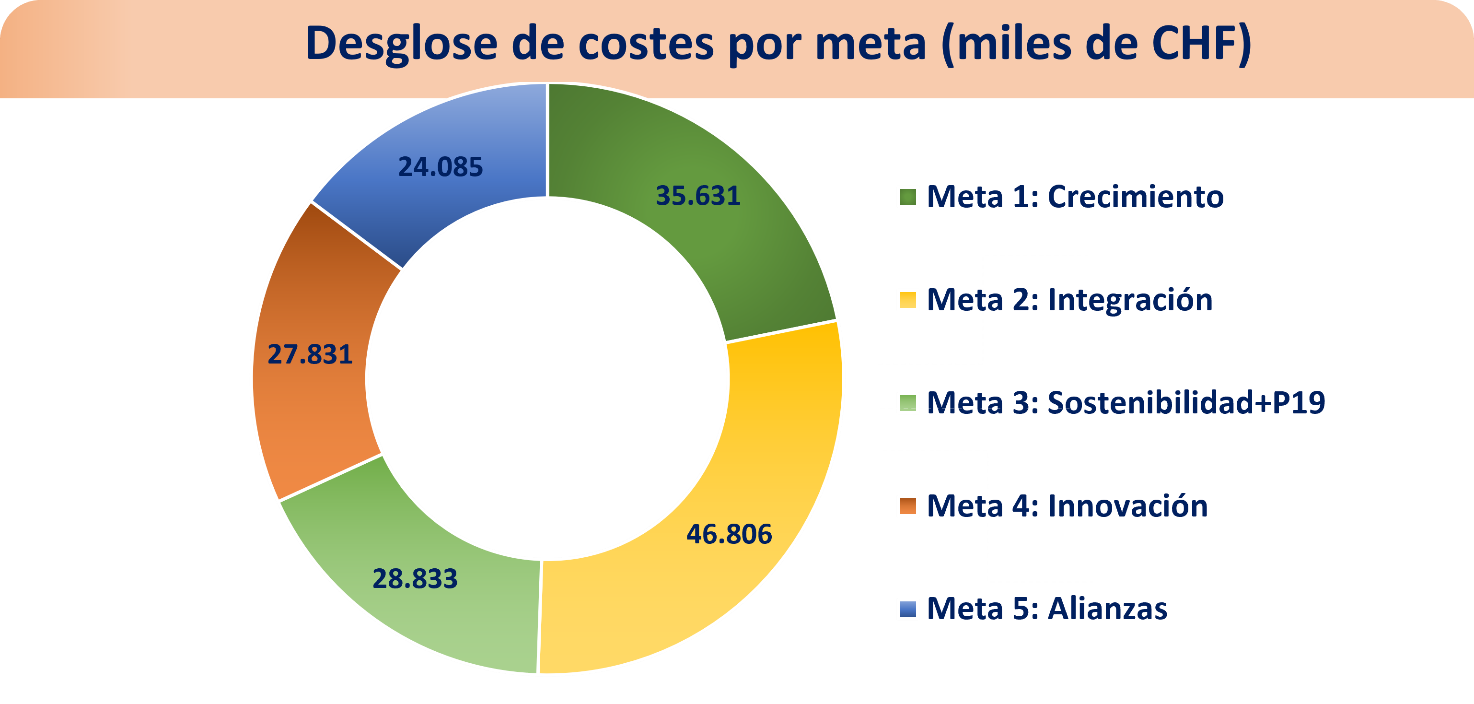 Desglose de costes por meta (miles de CHF)
24.085
35.631
27.831
46.806
28.833
Meta 1: Crecimiento
Meta 2: Integración
Meta 3: Sostenibilidad+P19
Meta 4: Innovación
Meta 5: Alianzas